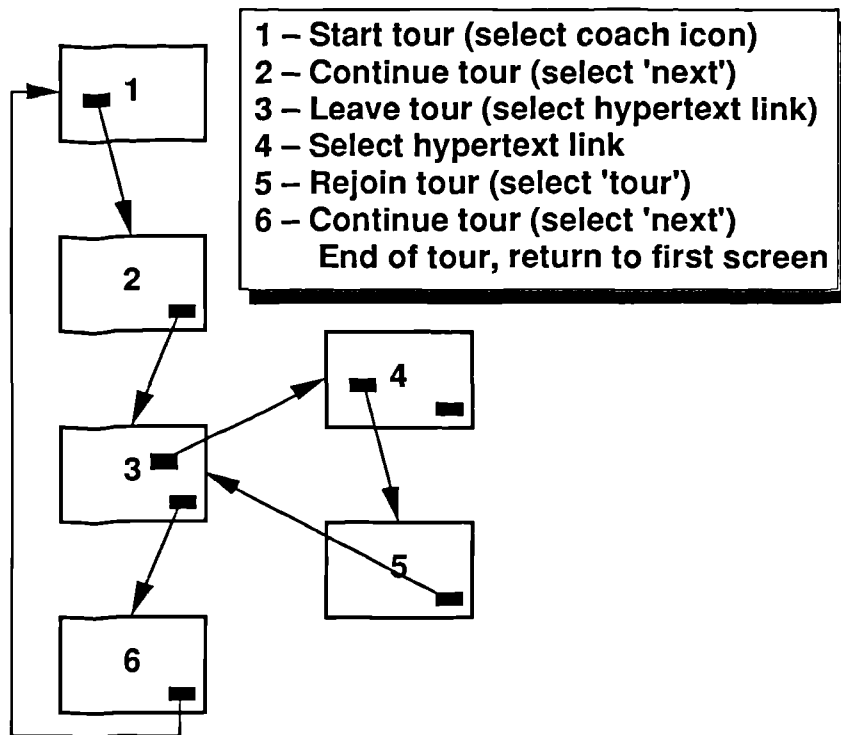 1 – Start tour (select coach icon)
2 – Continue tour (select 'next')
3 – Leave tour (select hypertext link)
4 – Select hypertext link
5 – Rejoin tour (select 'tour')
6 – Continue tour (select 'next')
End of tour, return to first screen
1
2
3
4
5
6